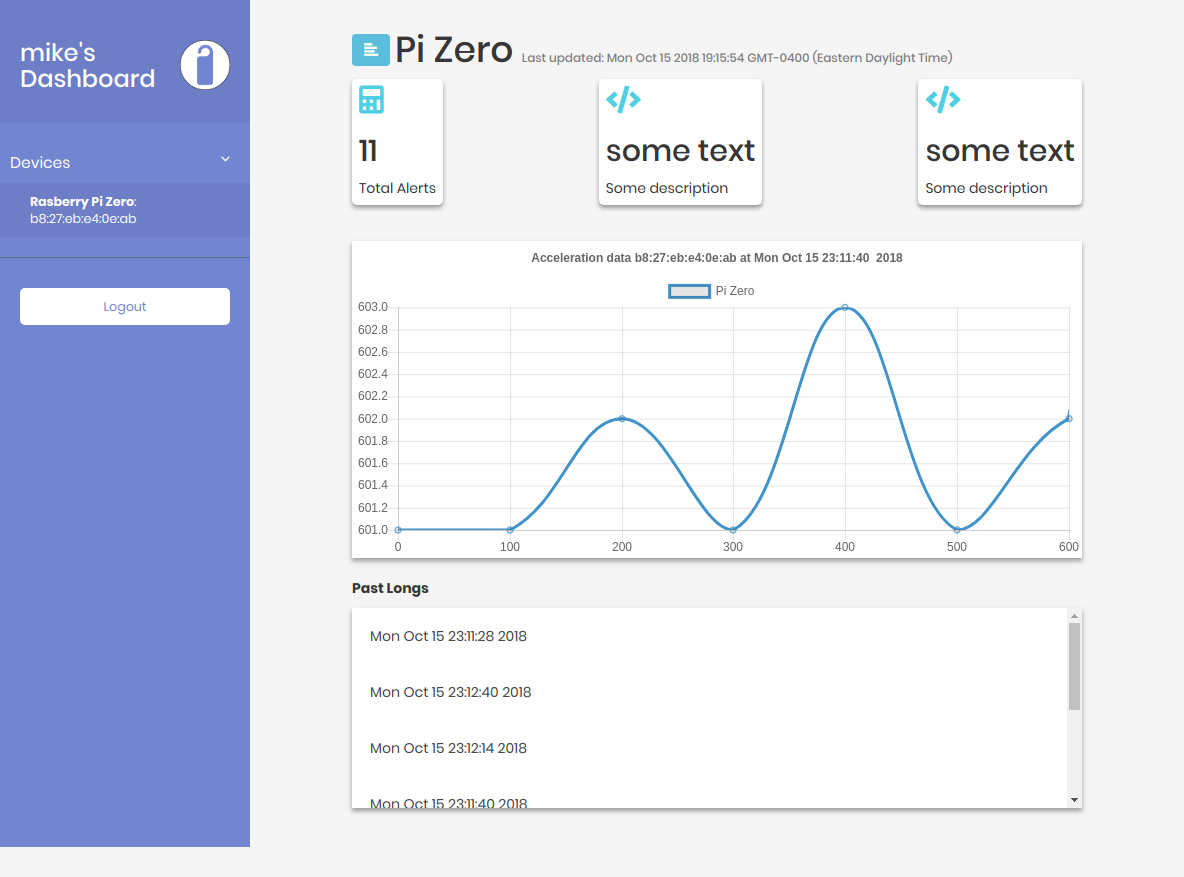 mike's
Dashboard
Devices
Rasberry Pi Zero:
b8:27:eb:e4:0e:ab
Logout
Pi Zero Last updated: Mon Oct 15 2018 19:15:54 GMT-0400 (Eastern Daylight Time)
11
Total Alerts
some text
Some description
some text
Some description
Acceleration data b8:27:eb:e4:0e:ab at Mon Oct 15 23:11:40 2018
Pi Zero
603.0
602.8
602.6
602.4
602.2
602.0
601.8
601.6
601.4
601.2
601.0
0 100 200 300 400 500 600
Past Longs
Mon Oct 15 23:11:28 2018
Mon Oct 15 23:12:40 2018
Mon Oct 15 23:12:14 2018
Mon Oct 15 23:11:40 2018